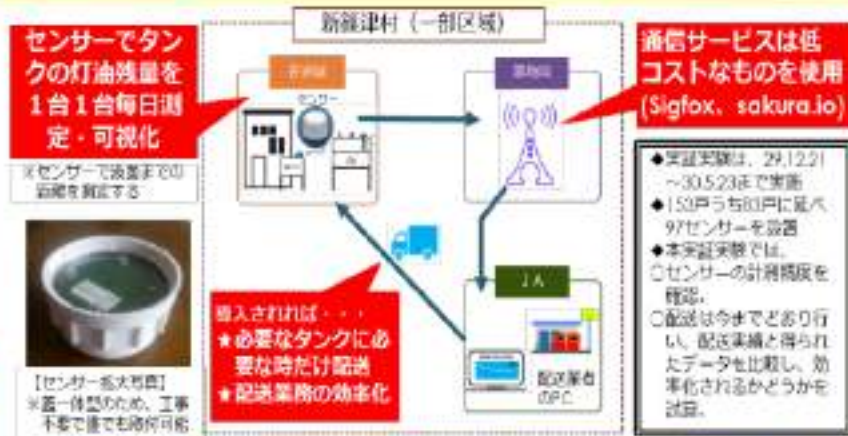 新篠津村（一部区域）
センサーでタン
クの灯油残量を
１台１台毎日測
定・可視化
※センサーで液面までの
距離を測定する
【センサー拡大写真】
※蓋一体型のため、工事
不要で誰でも取付可能
センサー
基地局
通信サービスは低
コストなものを使用
(Sigfox、sakura.io)
ＪＡ
配送業者
のPC
導入されれば・・・
★必要なタンクに必
要な時だけ配送
★配送業務の効率化
◆実証実験は、29.12.21
～30.5.23まで実施
◆153戸うち83戸に延べ
97センサーを設置
◆本実証実験では、
○センサーの計測精度を
確認。
○配送は今までどおり行
い、配送実績と得られ
たデータを比較し、効
率化されるかどうかを
試算。